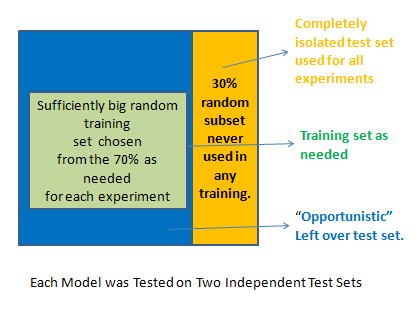 Completely
isolated test set
used for all
experiments
30%
random
subset
never
used in
any
training.
Sufficiently big random
training
set chosen
from the 70% as
needed
for each experiment
Training set as
needed
“Opportunistic”
Left over test set.
Each Model was Tested on Two Independent Test Sets